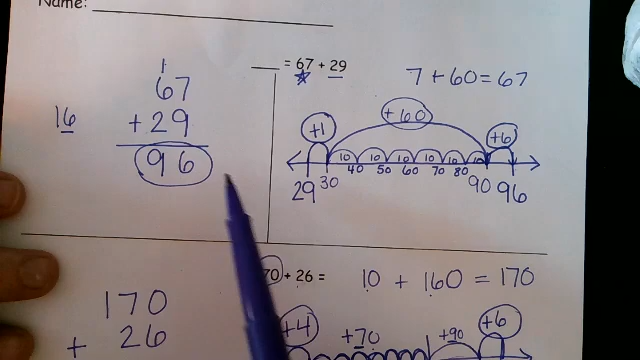 Name:
___ = 67 + 29
1
67
+ 29
96
16
7 + 60 = 67
+60
+1
+6
10 10 10 10 10 10
40 50 60 70 80
29 30 90 96
70 + 26 =
10 + 160 = 170
170
+ 26
+4
+70
+90
+6